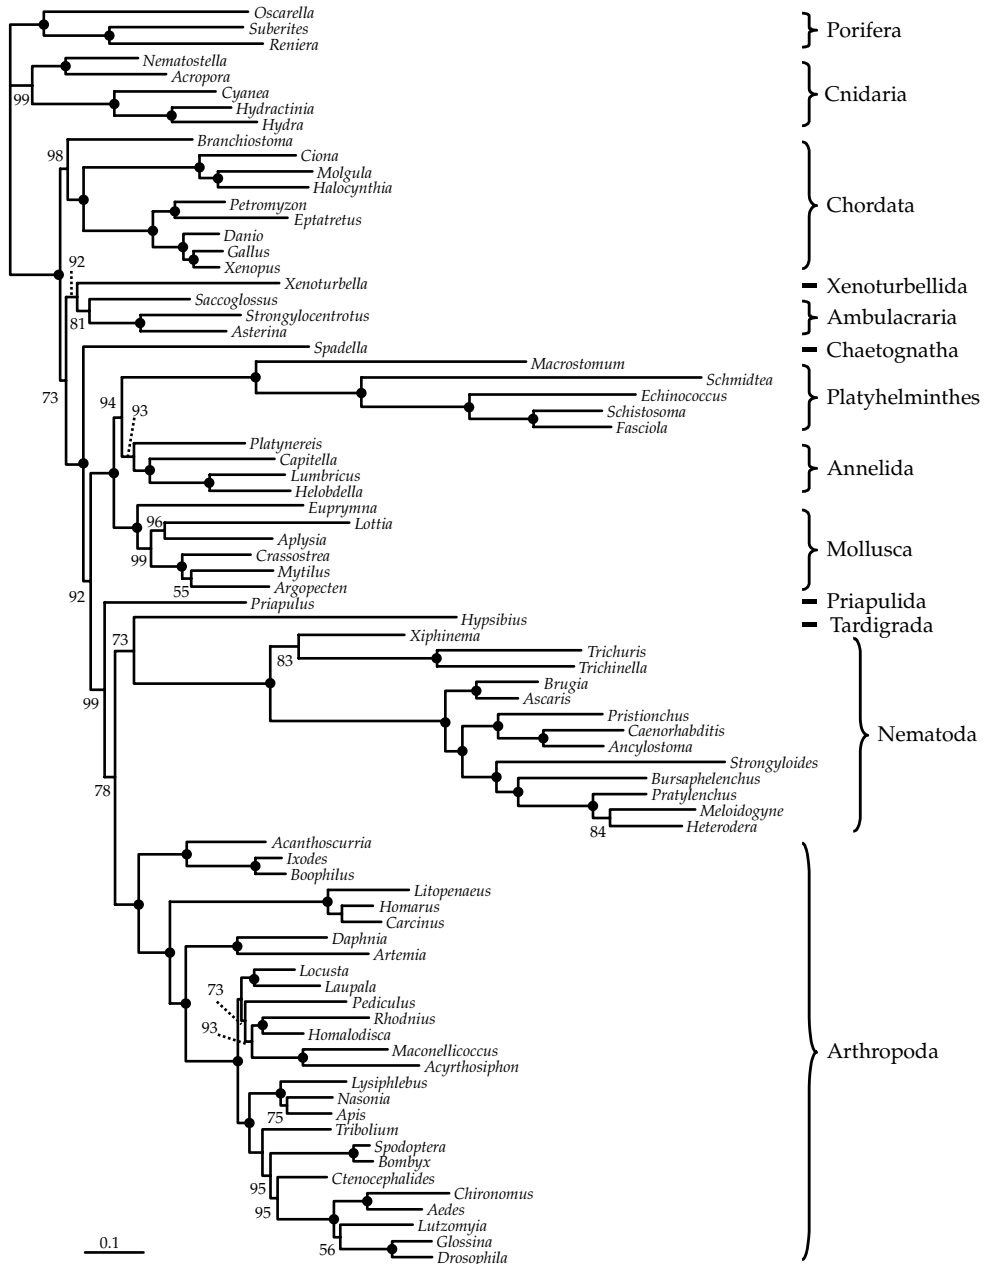 Oscarella
Suberites
Reniera
Porifera
Nematostella
Acropora
99
Cyanea
Hydractinia
Hydra
Cnidaria
98
Branchiostoma
Ciona
Molgula
Halocynthia
Petromyzon
Eptatretus
Danio
Gallus
Xenopus
Chordata
92
Xenoturbella
Xenoturbellida
81
Saccoglossus
Strongylocentrotus
Asterina
Ambulacraria
73
Spadella
Chaetognatha
94
93
Macrostomum
Schmidtea
Echinococcus
Schistosoma
Fasciola
Platyhelminthes
Platynereis
Capitella
Lumbricus
Helobdella
Annelida
Euprymna
96
Lottia
Aplysia
99
Crassostrea
Mytilus
55
Argopecten
Mollusca
92
Priapulus
Priapulida
73
Hypsibius
Tardigrada
Xiphinema
83
Trichuris
Trichinella
99
Brugia
Ascaris
Pristionchus
Caenorhabditis
Ancylostoma
Strongyloides
Bursaphelenchus
Pratylenchus
Meloidogyne
84
Heterodera
Nematoda
78
Acanthoscurria
Ixodes
Boophilus
Litopenaeus
Homarus
Carcinus
Daphnia
Artemia
Locusta
Laupala
73
Pediculus
Rhodnius
93
Homalodisca
Maconellicoccus
Acyrthosiphon
Arthropoda
Lysiphlebus
Nasonia
75
Apis
Tribolium
Spodoptera
Bombyx
95
Ctenocephalides
95
Chironomus
Aedes
Lutzomyia
56
Glossina
Drosophila
0.1